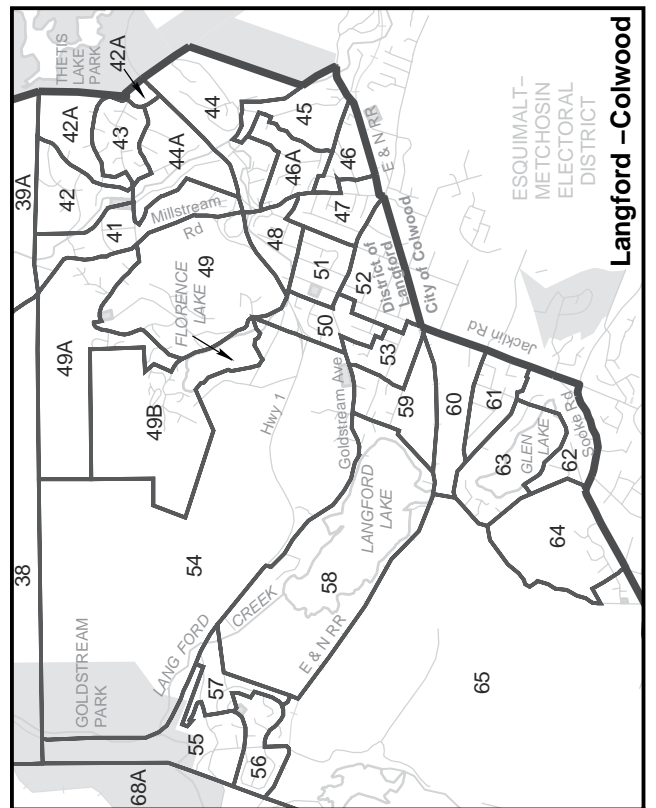 Langford –Colwood
THETIS
LAKE
PARK
42A
39A
42A
43
44
45
42
44A
46A
46
E & N RR
41
Millstream
Rd
47
48
49
FLORENCE
LAKE
51
52
District of
Langford
City of Colwood
ESQUIMALT–
METCHOSIN
ELECTORAL
DISTRICT
50
53
49A
49B
Hwy 1
Goldstream Ave
59
60
61
Jacklin Rd
63
GLEN
LAKE
62
Sooke Rd
64
LANGFORD
LAKE
38
54
58
GOLDSTREAM
PARK
LANG FORD
CREEK
E & N RR
57
55
56
65
68A